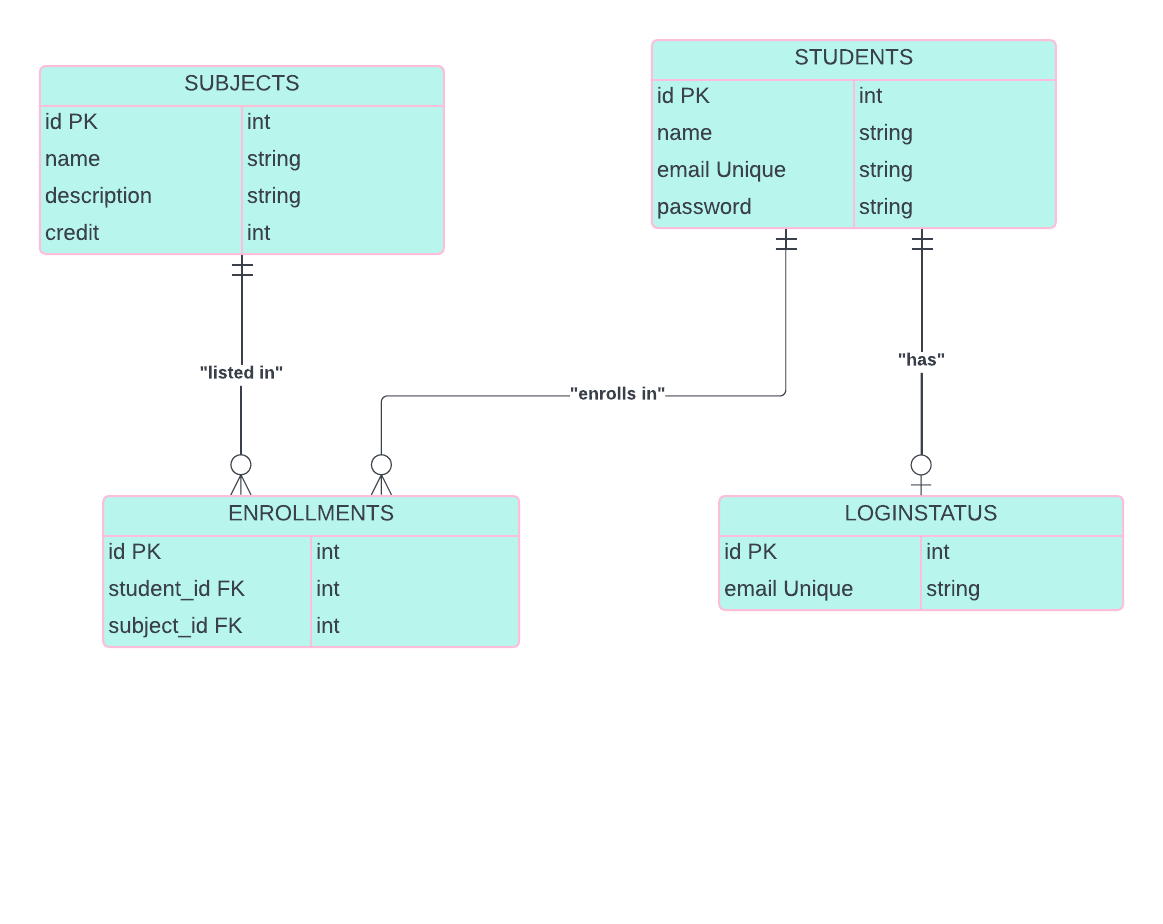 SUBJECTS
id PK int
name string
description string
credit int
STUDENTS
id PK int
name string
email Unique string
password string
"listed in"
"enrolls in"
"has"
ENROLLMENTS
id PK int
student_id FK int
subject_id FK int
LOGINSTATUS
id PK int
email Unique string